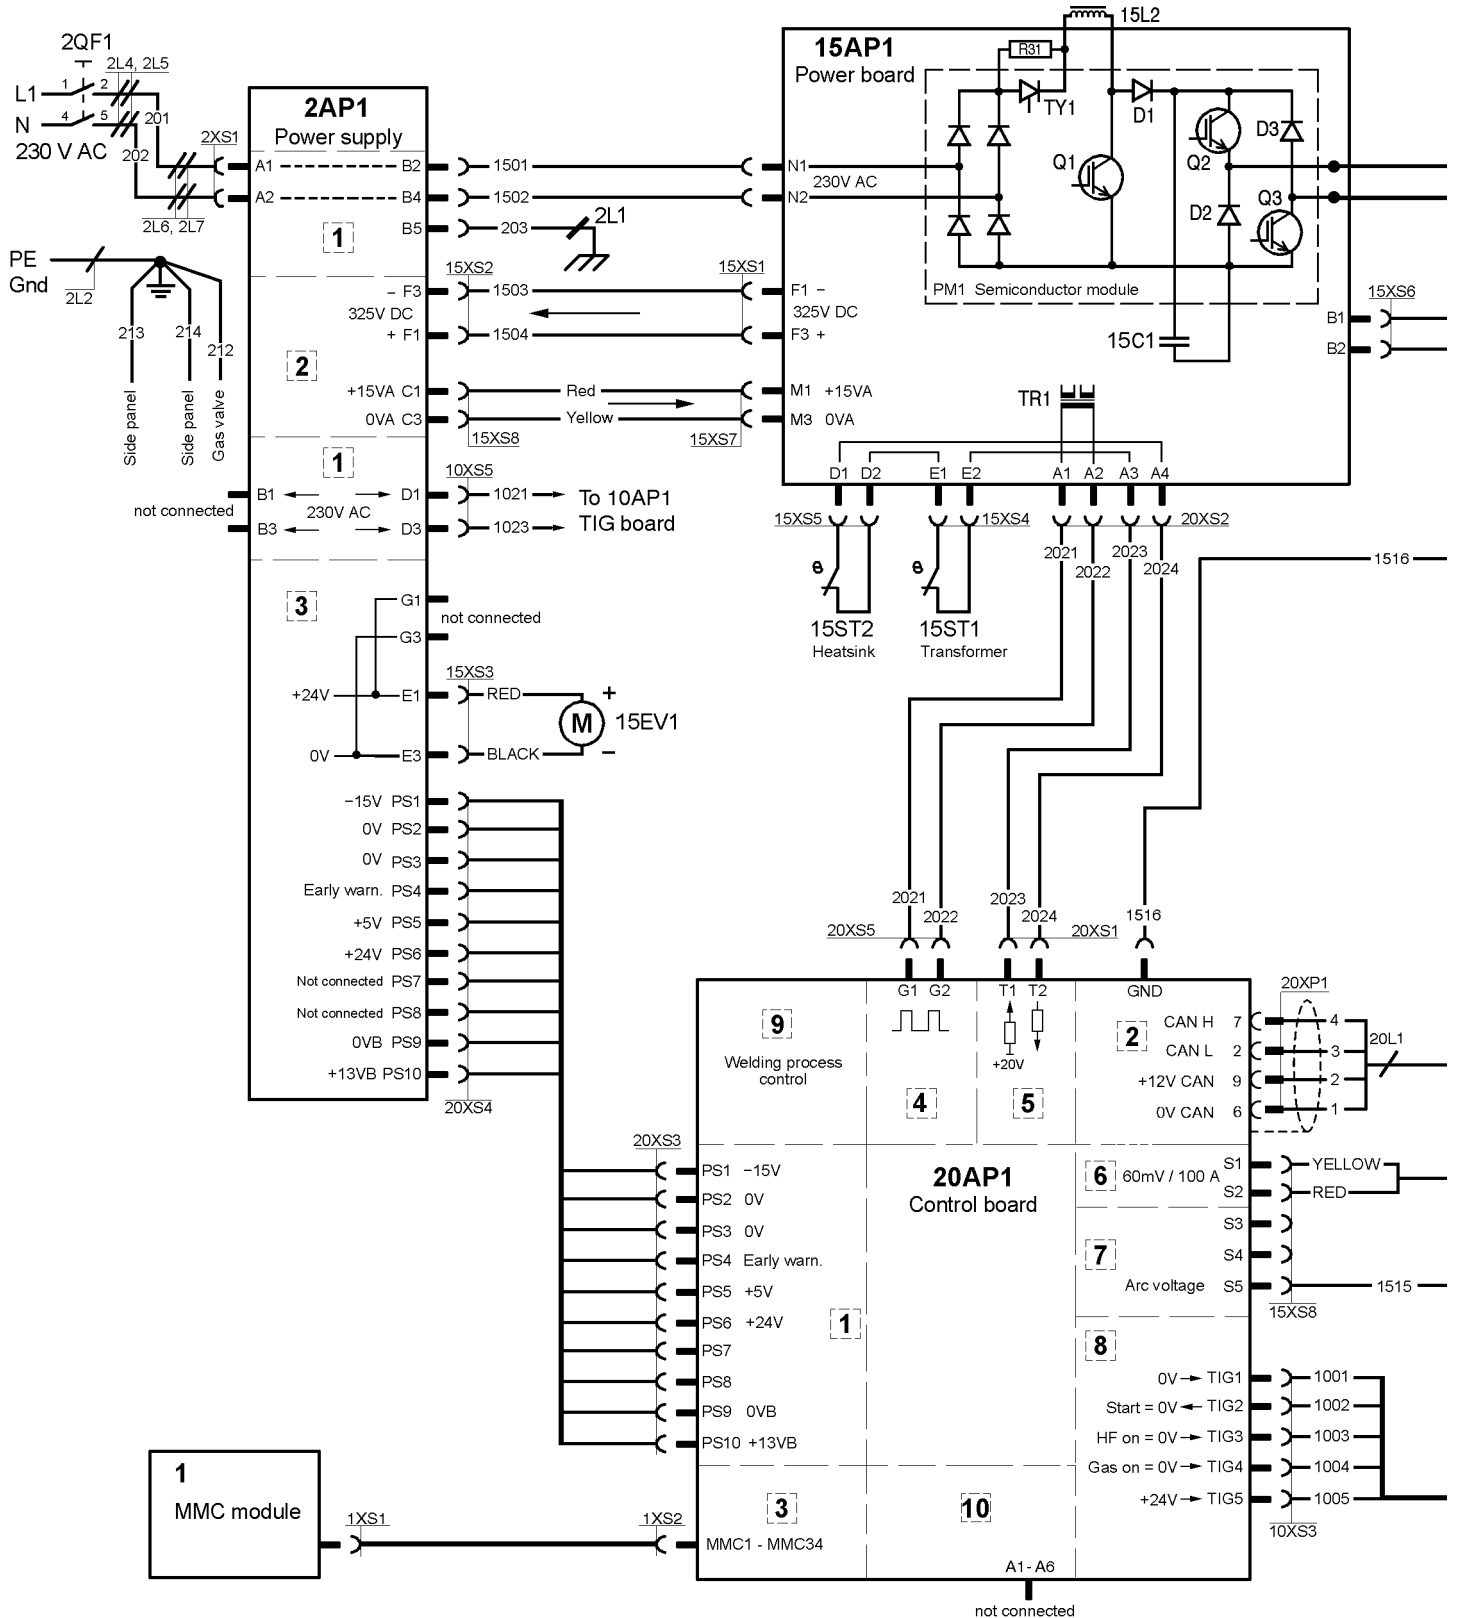 2QF1
2L4, 2L5
L1
1
2
N
4
5
230 V AC
201
202
2XS1
2L6, 2L7
PE
Gnd
2L2
213
214
212
Side panel
Side panel
Gas valve
2AP1
Power supply
A1
B2
A2
B4
B5
1
1501
1502
203
2L1
15XS2
15XS1
− F3
325V DC
+ F1
1503
1504
2
+15VA C1
0VA C3
Red
Yellow
15XS8
15XS7
1
10XS5
B1
D1
230V AC
B3
D3
not connected
1021
1023
To 10AP1
TIG board
3
G1
G3
not connected
+24V
E1
0V
E3
15XS3
RED
BLACK
M
+
−
15EV1
−15V PS1
0V PS2
0V PS3
Early warn. PS4
+5V PS5
+24V PS6
Not connected PS7
Not connected PS8
0VB PS9
+13VB PS10
20XS4
15L2
15AP1
Power board
R31
TY1
D1
Q1
Q2
D3
D2
Q3
N1
230V AC
N2
PM1 Semiconductor module
F1 −
325V DC
F3 +
15C1
15XS6
B1
B2
M1 +15VA
M3 0VA
TR1
D1
D2
E1
E2
A1
A2
A3
A4
15XS5
15XS4
20XS2
15ST2
Heatsink
15ST1
Transformer
2021
2022
2023
2024
1516
2021
2022
2023
2024
1516
20XS5
20XS1
G1
G2
T1
T2
GND
+20V
9
Welding process
control
4
5
2
20XP1
CAN H 7
CAN L 2
+12V CAN 9
0V CAN 6
4
3
2
1
20L1
20AP1
Control board
20XS3
PS1 −15V
PS2 0V
PS3 0V
PS4 Early warn.
PS5 +5V
PS6 +24V
PS7
PS8
PS9 0VB
PS10 +13VB
1
6
60mV / 100 A
S1
S2
YELLOW
RED
7
S3
S4
Arc voltage S5
1515
15XS8
8
0V TIG1
Start = 0V TIG2
HF on = 0V TIG3
Gas on = 0V TIG4
+24V TIG5
1001
1002
1003
1004
1005
10XS3
3
10
MMC1 - MMC34
A1- A6
not connected
1
MMC module
1XS1
1XS2